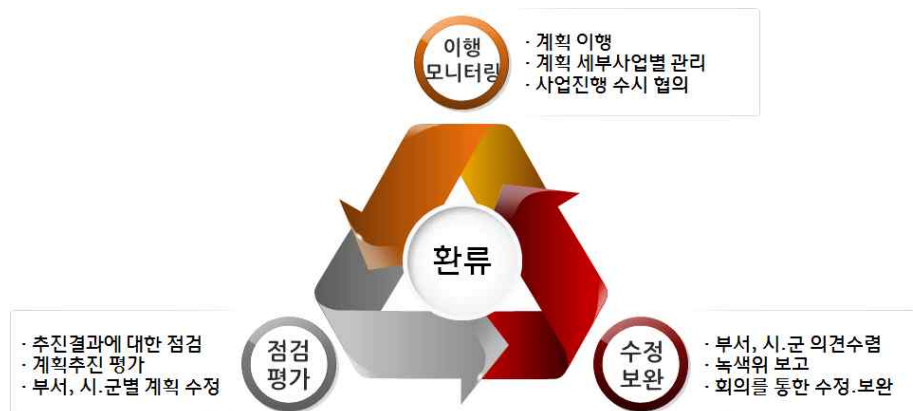 이행
모니터링
· 계획 이행
· 계획 세부사업별 관리
· 사업진행 수시 협의
환류
· 추진결과에 대한 점검
· 계획추진 평가
· 부서, 시.군별 계획 수정
점검
평가
수정
보완
· 부서, 시.군 의견수렴
· 녹색위 보고
· 회의를 통한 수정.보완